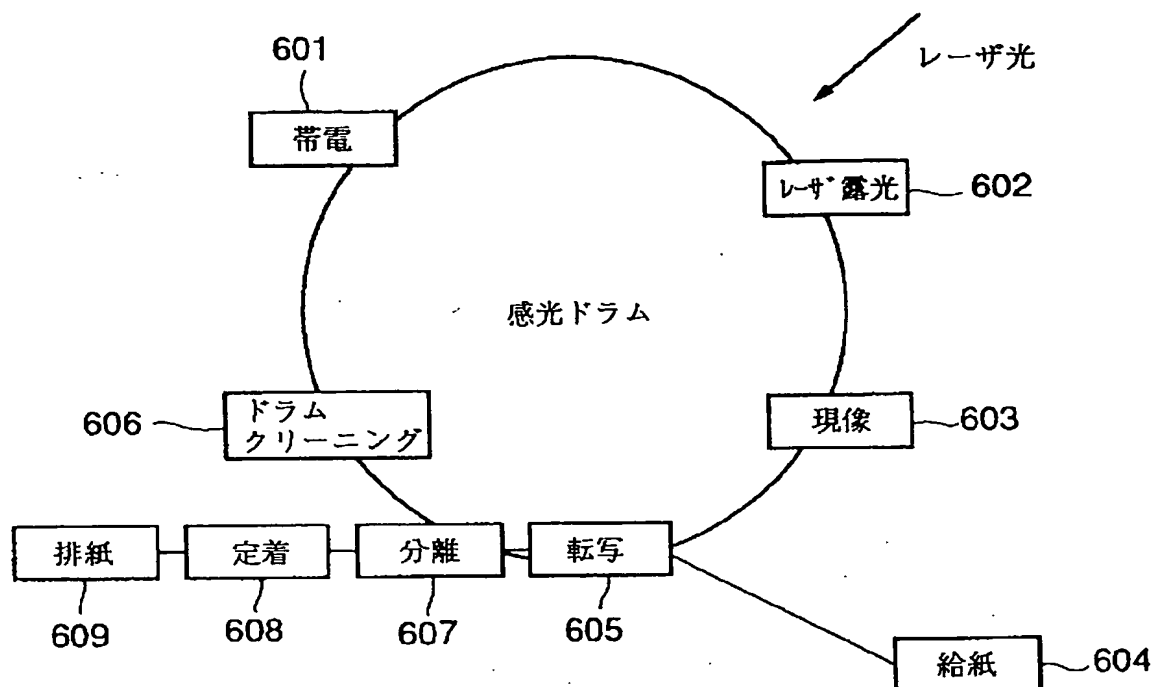 601
レーザ光
帯電
レーザ露光
602
感光ドラム
606
ドラム
クリーニング
現像
603
排紙
定着
分離
転写
609
608
607
605
給紙
604